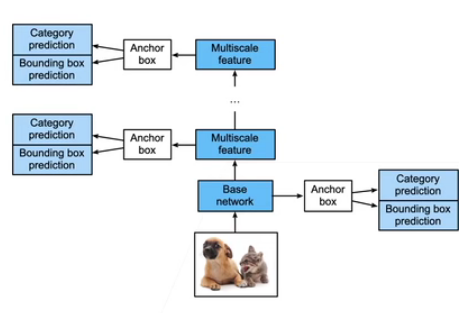 Category
prediction
Bounding box
prediction
Anchor
box
Multiscale
feature
...
Category
prediction
Bounding box
prediction
Anchor
box
Multiscale
feature
Base
network
Anchor
box
Category
prediction
Bounding box
prediction